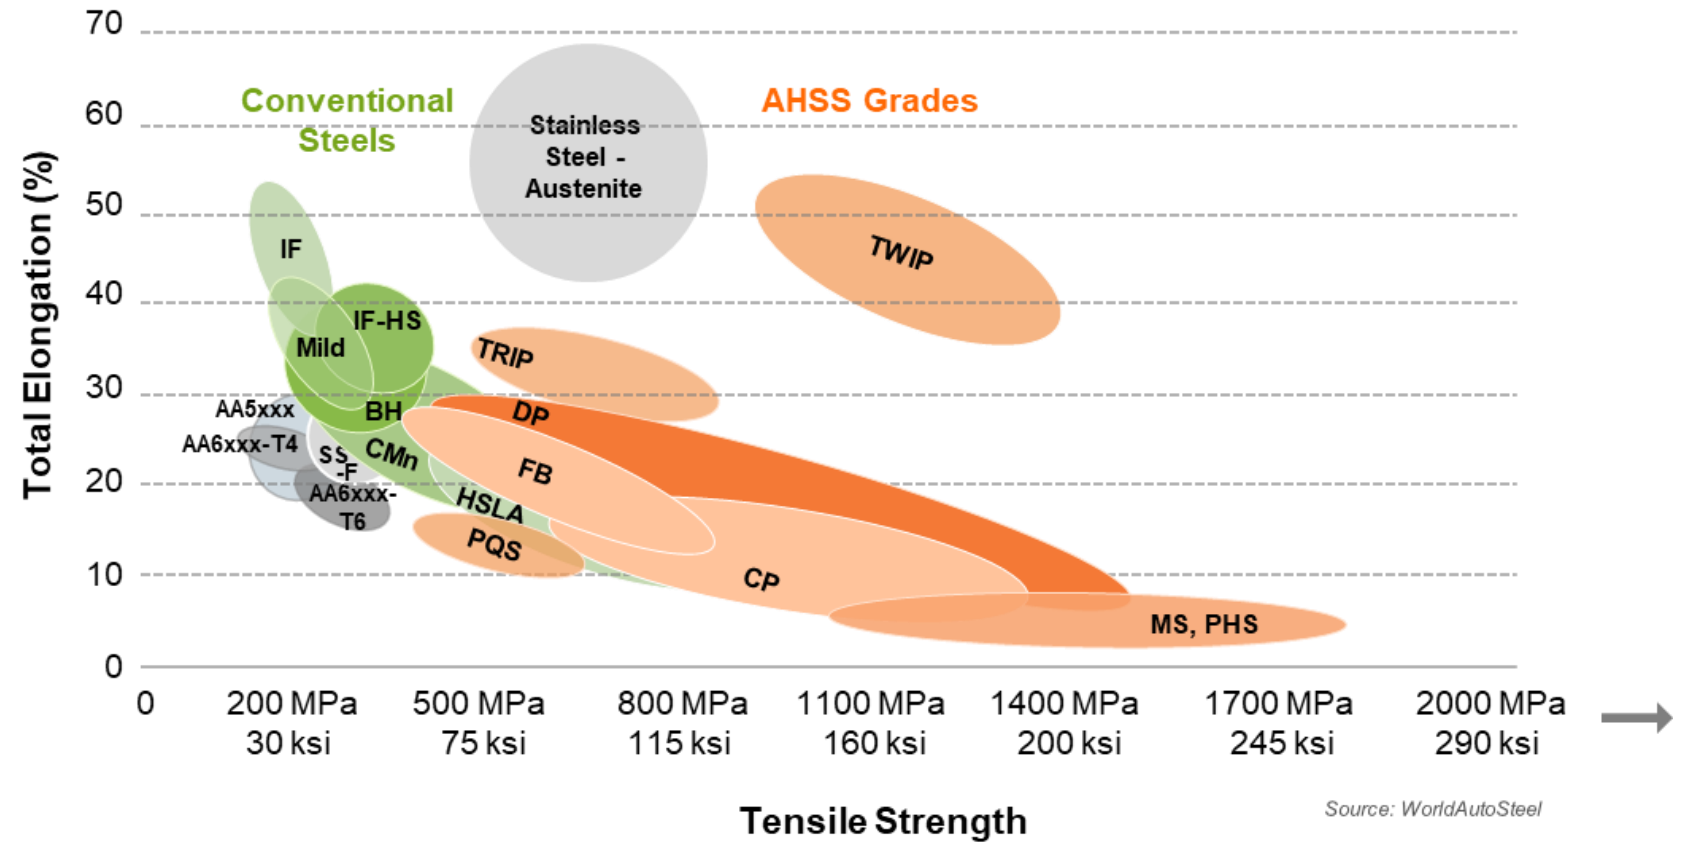 70
60
50
40
30
20
10
0
Total Elongation (%)
Conventional
Steels
AHSS Grades
Stainless
Steel -
Austenite
IF
TWIP
IF-HS
Mild
TRIP
BH
DP
AA5xxx
AA6xxx-T4
SS
-F
CMn
FB
AA6xxx-
T6
HSLA
PQS
CP
MS, PHS
0
200 MPa
30 ksi
500 MPa
75 ksi
800 MPa
115 ksi
1100 MPa
160 ksi
1400 MPa
200 ksi
1700 MPa
245 ksi
2000 MPa
290 ksi
Tensile Strength
Source: WorldAutoSteel